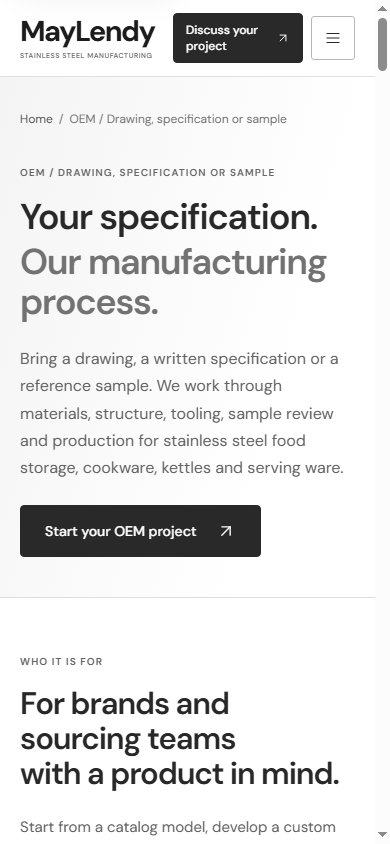 MayLendy
STAINLESS STEEL MANUFACTURING
Discuss your
project
Home / OEM / Drawing, specification or sample
OEM / DRAWING, SPECIFICATION OR SAMPLE
Your specification.
Our manufacturing
process.
Bring a drawing, a written specification or a
reference sample. We work through
materials, structure, tooling, sample review
and production for stainless steel food
storage, cookware, kettles and serving ware.
Start your OEM project
WHO IT IS FOR
For brands and
sourcing teams
with a product in mind.
Start from a catalog model, develop a custom